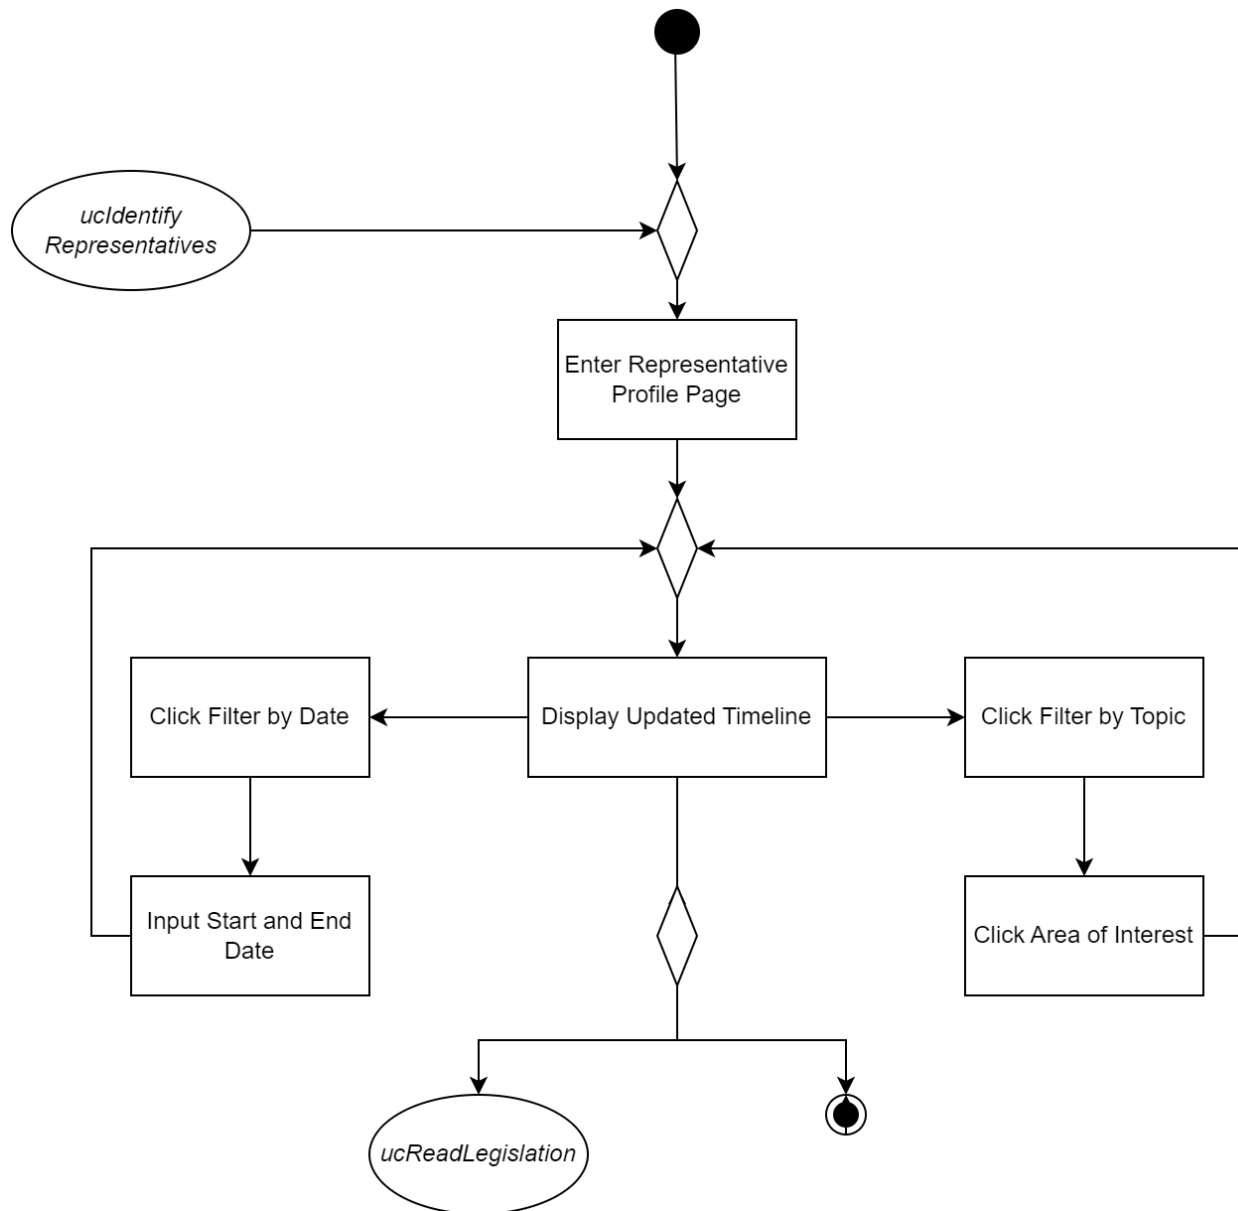 ucIdentify
Representatives
Enter Representative
Profile Page
Click Filter by Date
Display Updated Timeline
Click Filter by Topic
Input Start and End
Date
Click Area of Interest
ucReadLegislation